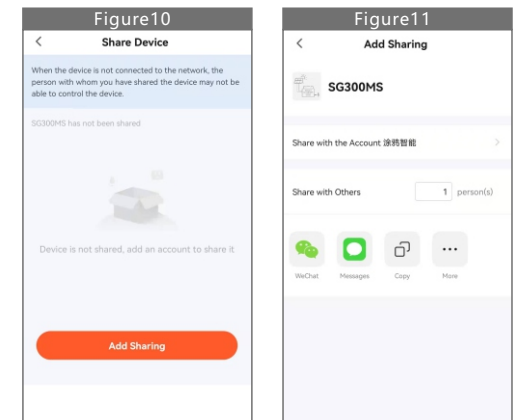 Figure10
Share Device
When the device is not connected to the network, the
person with whom you have shared the device may not be
able to control the device.
SG300MS has not been shared
Device is not shared, add an account to share it
Add Sharing
Figure11
Add Sharing
SG300MS
Share with the Account 涂鸦智能
Share with Others 1 person(s)
WeChat Messages Copy More